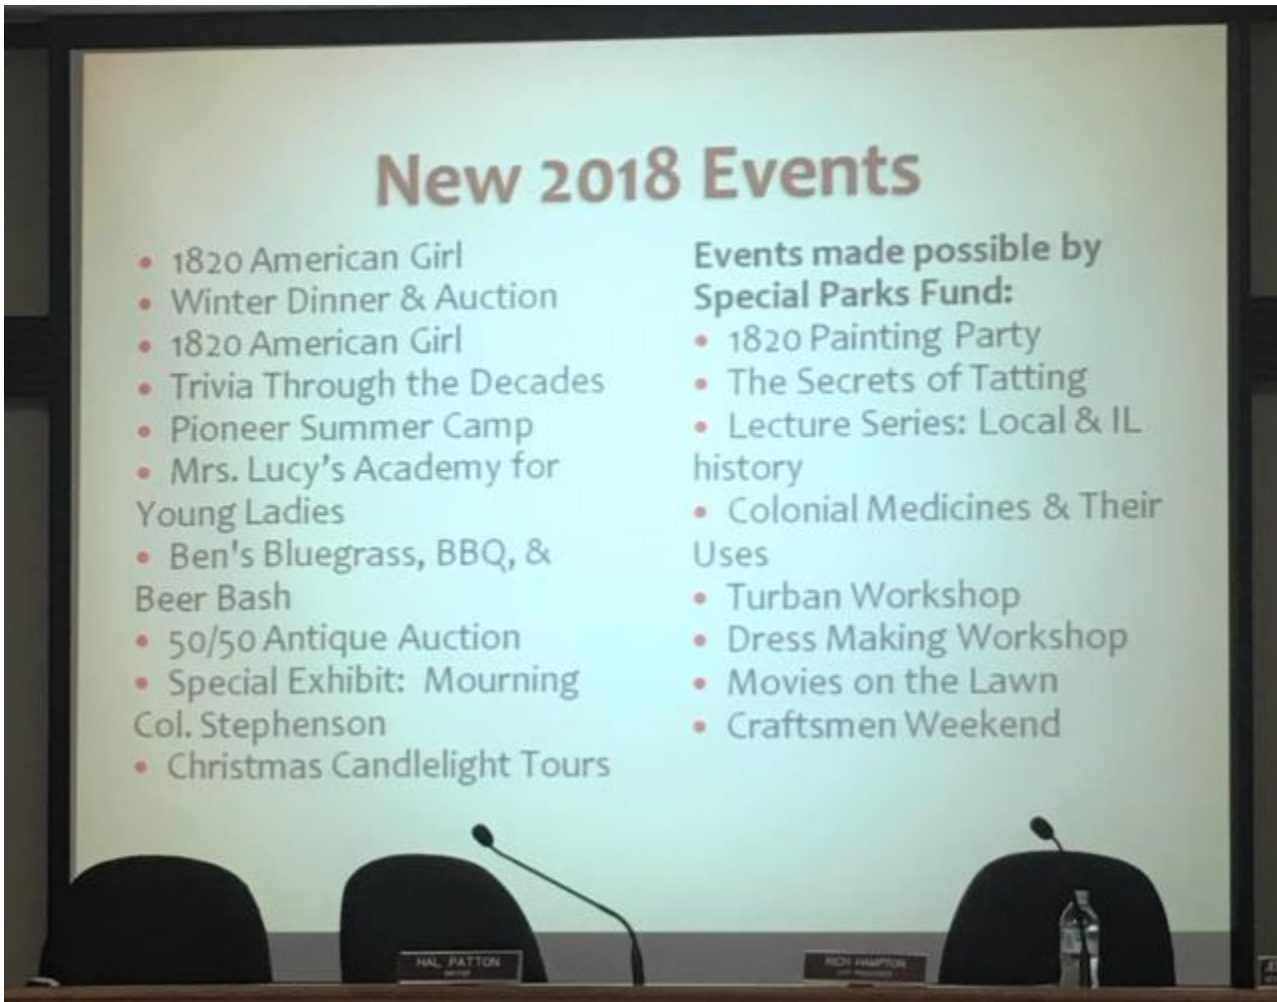 New 2018 Events
• 1820 American Girl
• Winter Dinner & Auction
• 1820 American Girl
• Trivia Through the Decades
• Pioneer Summer Camp
• Mrs. Lucy's Academy for
Young Ladies
• Ben's Bluegrass, BBQ, &
Beer Bash
• 50/50 Antique Auction
• Special Exhibit: Mourning
Col. Stephenson
• Christmas Candlelight Tours
Events made possible by
Special Parks Fund:
• 1820 Painting Party
• The Secrets of Tatting
• Lecture Series: Local & IL
history
• Colonial Medicines & Their
Uses
• Turban Workshop
• Dress Making Workshop
• Movies on the Lawn
• Craftsmen Weekend
HAL PATTON
MAYOR
RICH HAMPTON